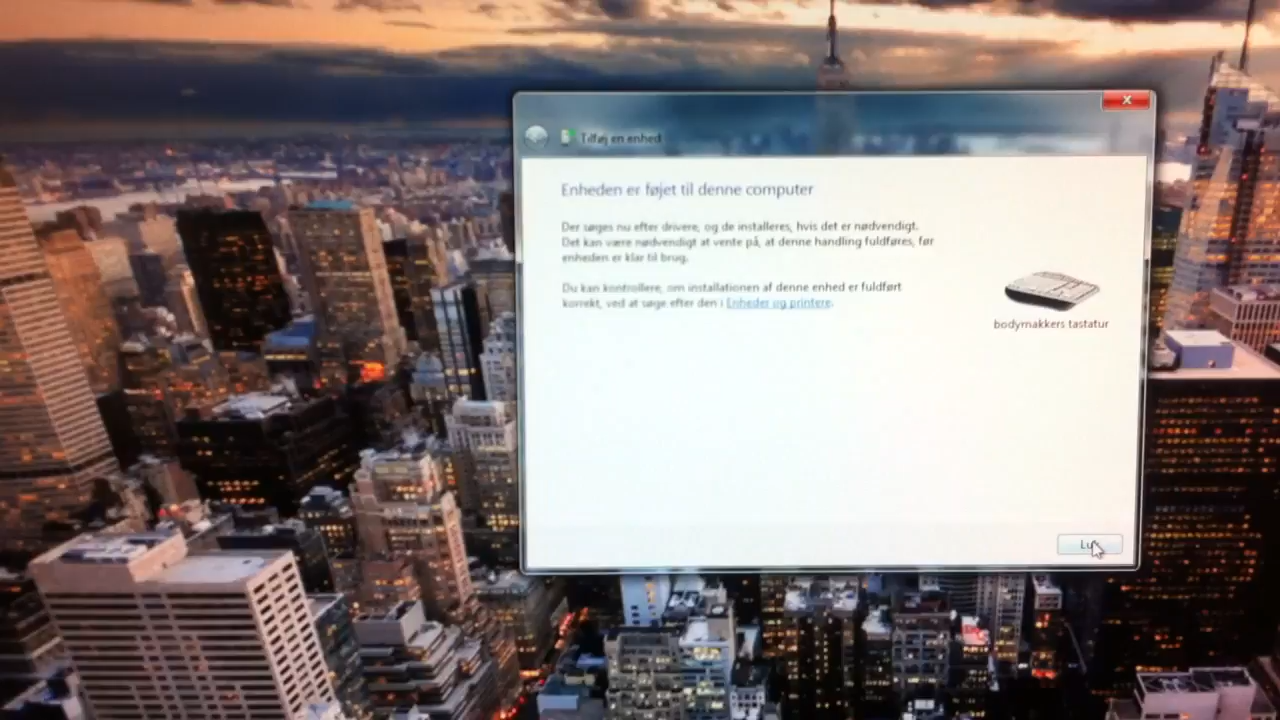 Tilføj en enhed
Enheden er føjet til denne computer
Der søges nu efter drivere, og de installeres, hvis det er nødvendigt.
Det kan være nødvendigt at vente på, at denne handling fuldføres, før
enheden er klar til brug.
Du kan kontrollere, om installationen af denne enhed er fuldført
korrekt, ved at søge efter den i Enheder og printere.
bodymakkers tastatur